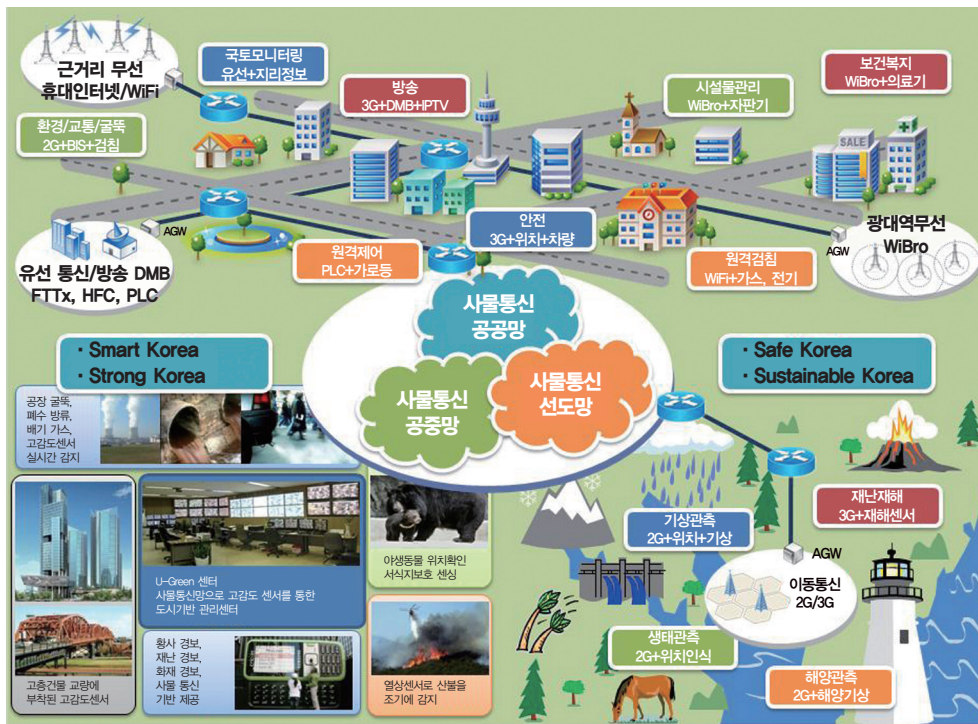 근거리 무선
휴대인터넷/WiFi
국토모니터링
유선+지리정보
방송
3G+DMB+IPTV
시설물관리
WiBro+자판기
보건복지
WiBro+의료기
환경/교통/굴뚝
2G+BIS+검침
SALE
AGW
유선 통신/방송 DMB
FTTx, HFC, PLC
원격제어
PLC+가로등
안전
3G+위치+차량
원격검침
WiFi+가스, 전기
AGW
광대역무선
WiBro
사물통신
공공망
사물통신
공중망
사물통신
선도망
· Smart Korea
· Strong Korea
· Safe Korea
· Sustainable Korea
공장 굴뚝,
폐수 방류,
배기 가스,
고감도센서
실시간 감지
U-Green 센터
사물통신망으로 고감도 센서를 통한
도시기반 관리센터
야생동물 위치확인
서식지보호 센싱
고층건물 교량에
부착된 고감도센서
황사 경보,
재난 경보,
화재 경보,
사물 통신
기반 제공
열상센서로 산불을
조기에 감지
기상관측
2G+위치+기상
재난재해
3G+재해센서
AGW
이동통신
2G/3G
생태관측
2G+위치인식
해양관측
2G+해양기상